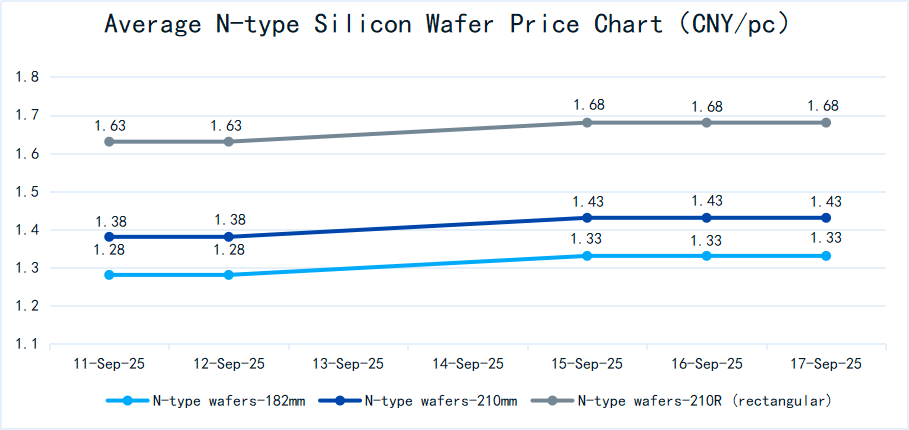 Average N-type Silicon Wafer Price Chart（CNY/pc）
1.8
1.68 1.68 1.68
1.7
1.63 1.63
1.6
1.5
1.43 1.43 1.43
1.38 1.38
1.4
1.33 1.33 1.33
1.28 1.28
1.3
1.2
1.1
11-Sep-25 12-Sep-25 13-Sep-25 14-Sep-25 15-Sep-25 16-Sep-25 17-Sep-25
N-type wafers-182mm N-type wafers-210mm N-type wafers-210R (rectangular)